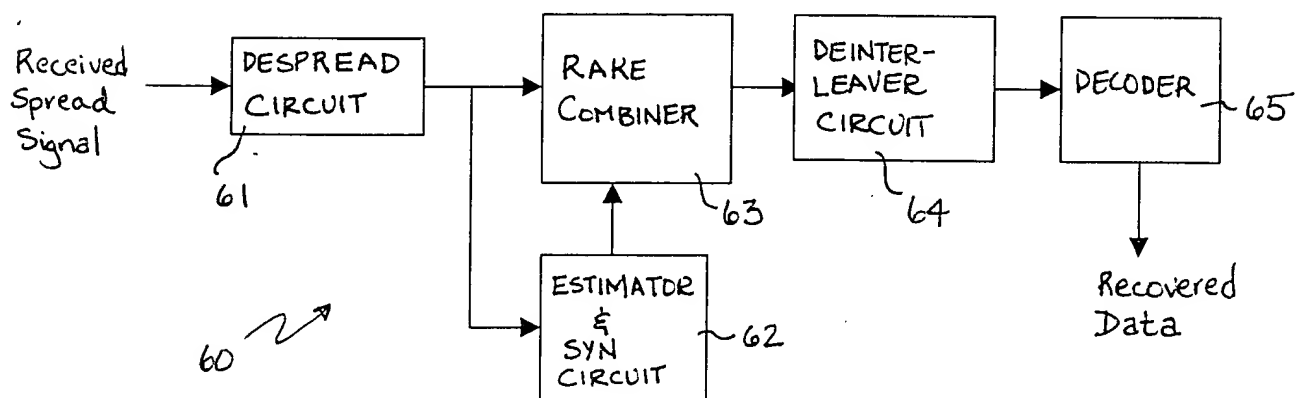 Received
Spread
Signal
DESPREAD
CIRCUIT
61
RAKE
COMBINER
63
DEINTER-
LEAVER
CIRCUIT
64
DECODER
65
ESTIMATOR
&
SYN
CIRCUIT
62
Recovered
Data
60